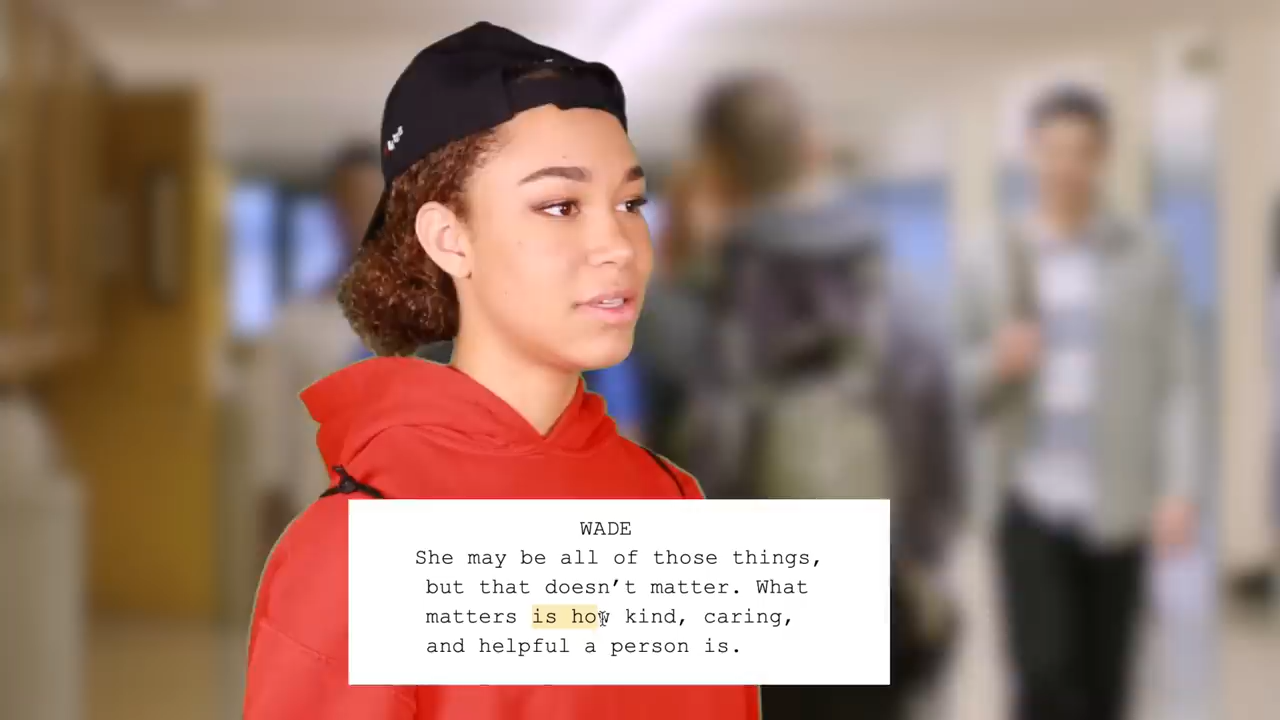 WADE
She may be all of those things,
but that doesn’t matter. What
matters is how kind, caring,
and helpful a person is.